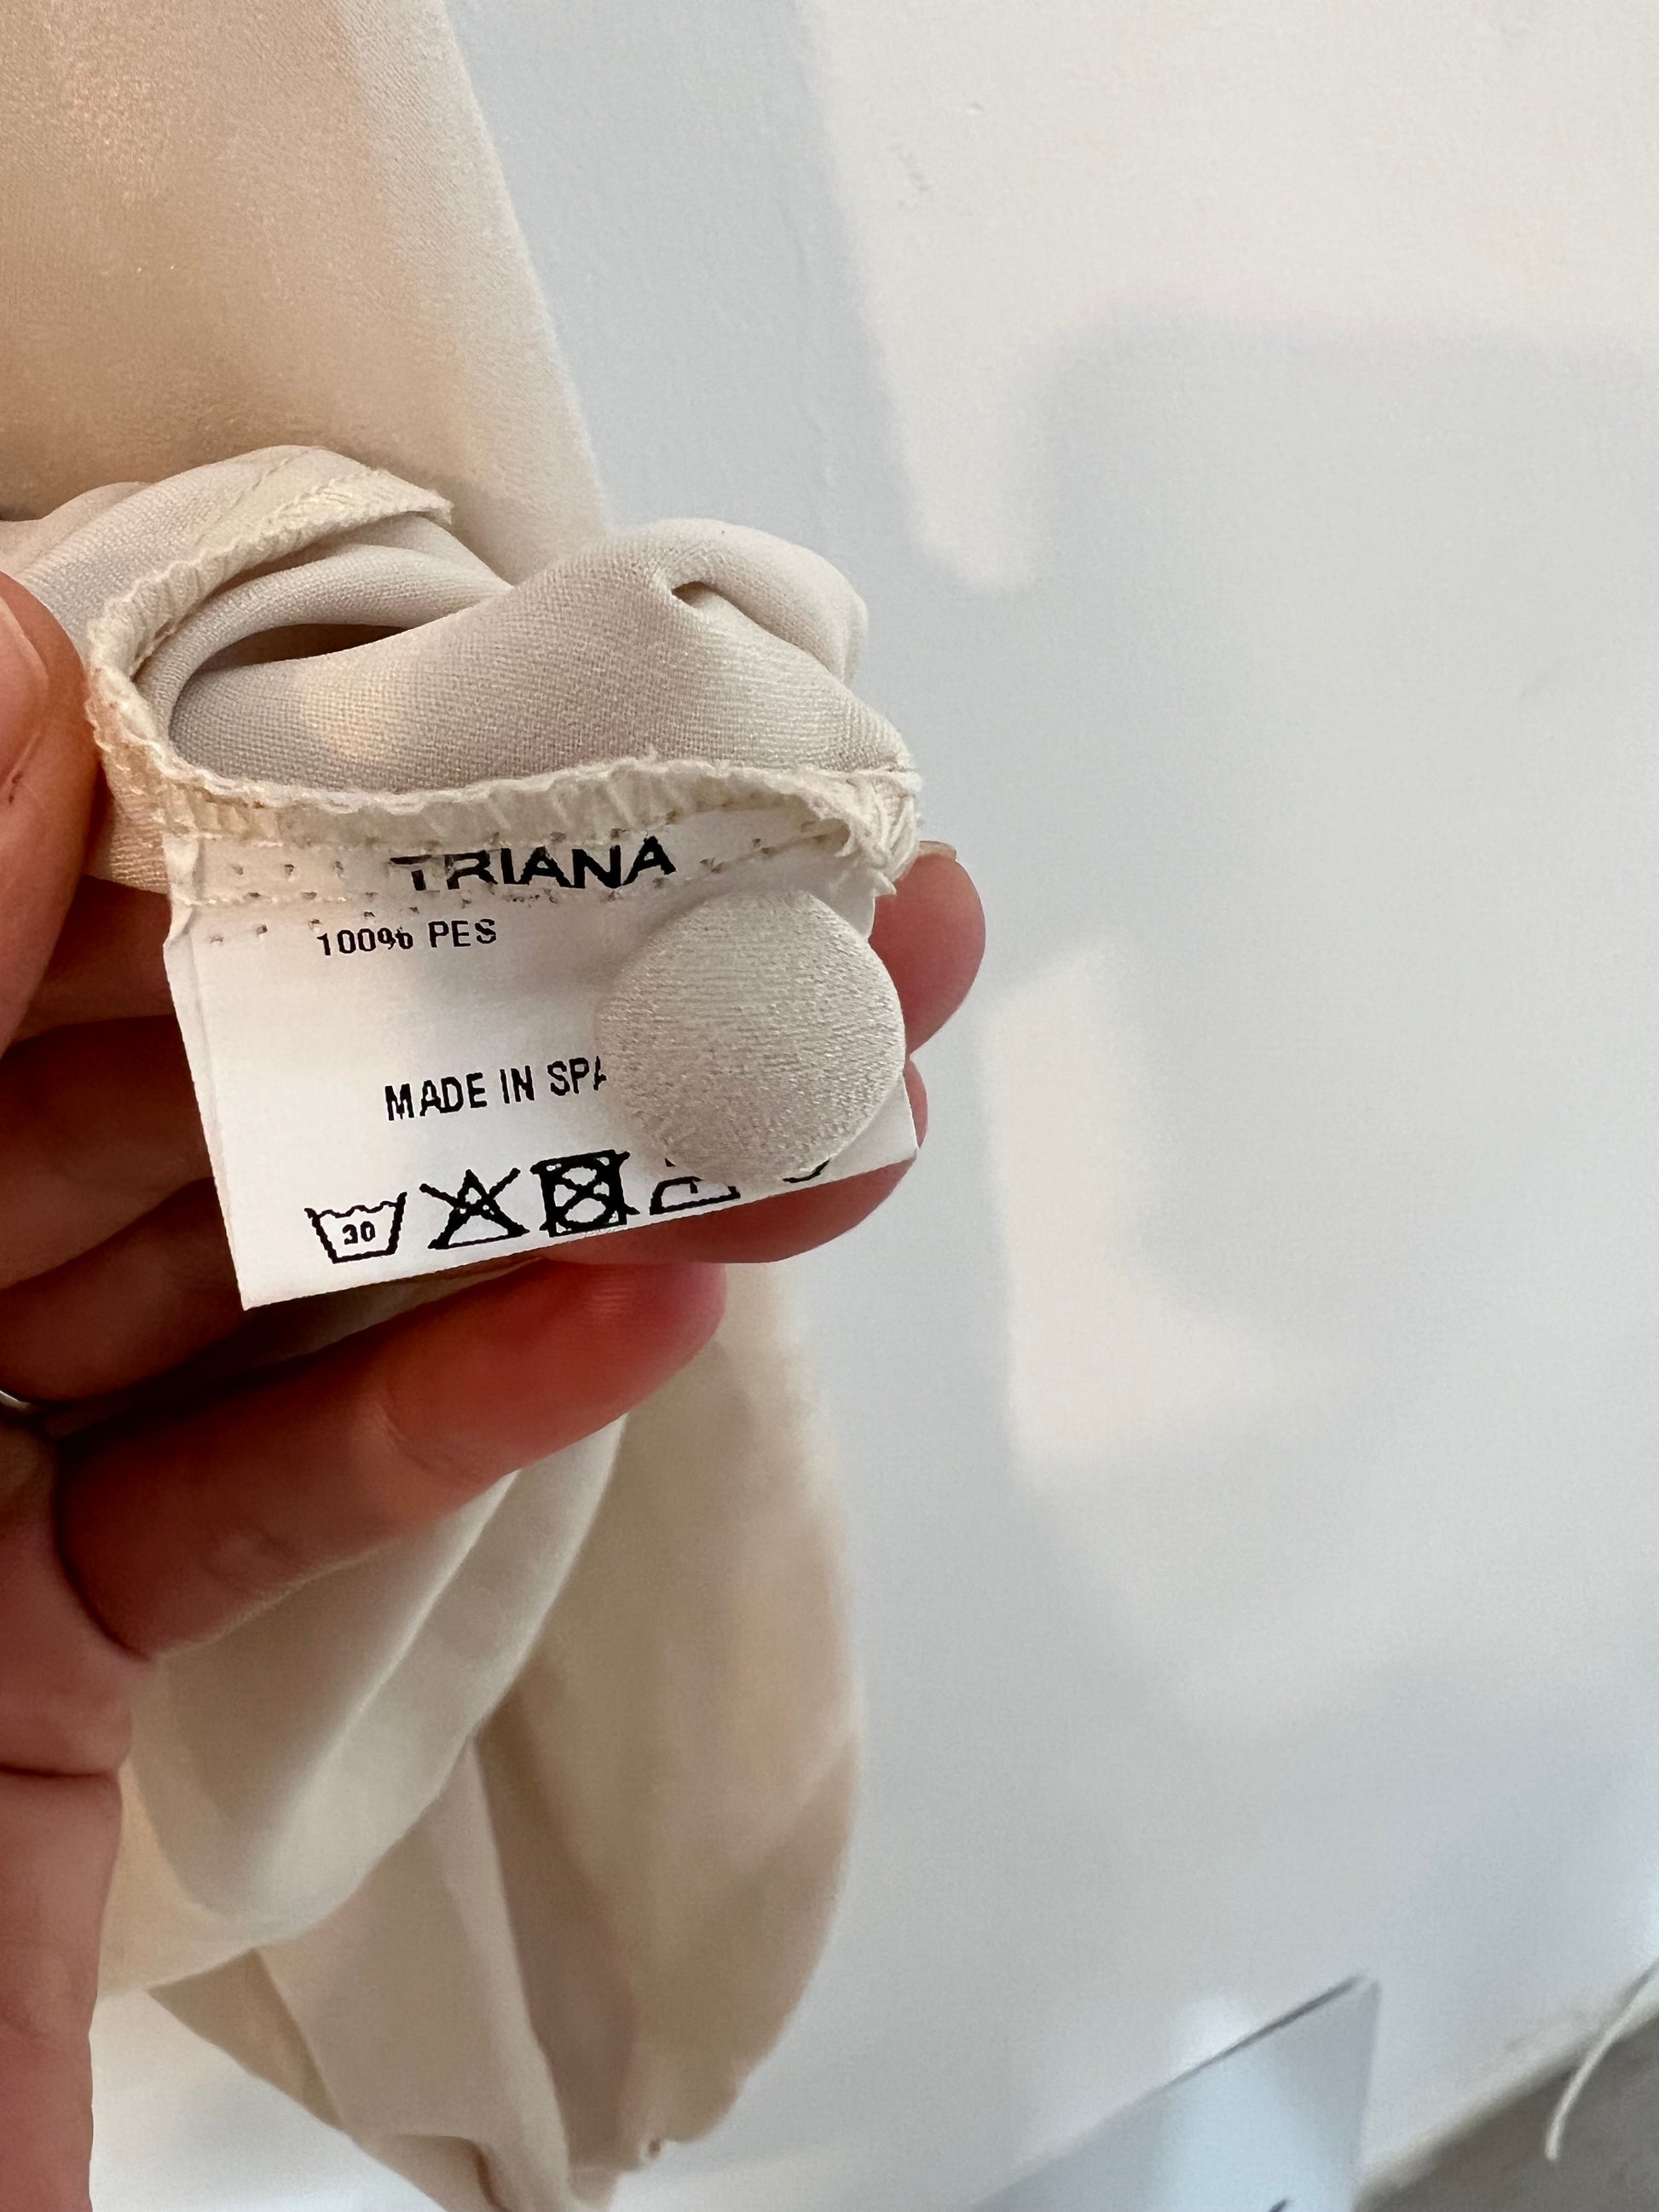 TRIANA
100% PES
MADE IN SPA
30